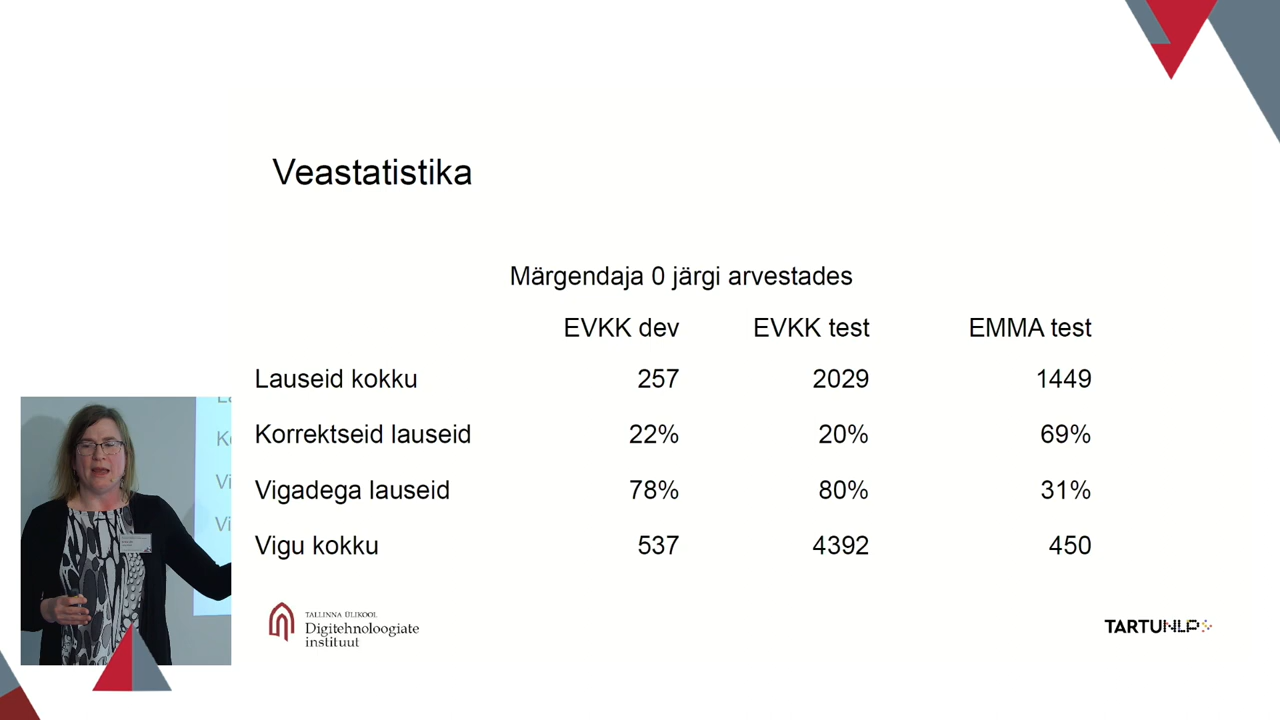 Veastatistika
Märgendaja 0 järgi arvestades
EVKK dev EVKK test EMMA test
Lauseid kokku 257 2029 1449
Korrektseid lauseid 22% 20% 69%
Vigadega lauseid 78% 80% 31%
Vigu kokku 537 4392 450
TALLINNA ÜLIKOOL
Digitehnoloogiate
instituut
TARTUNLP